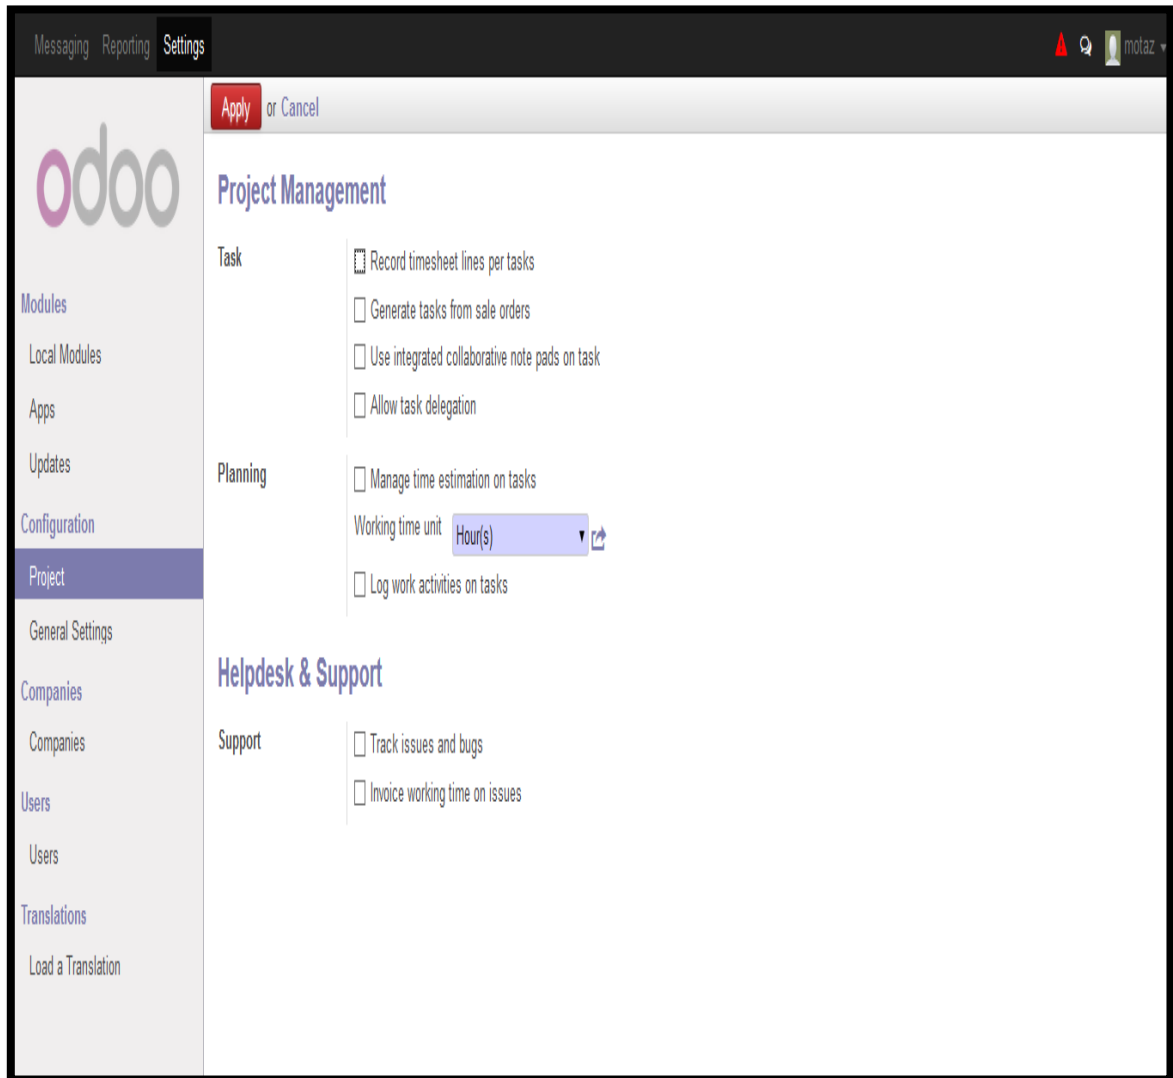 Messaging Reporting Settings motaz
Apply or Cancel
odoo
Modules
Local Modules
Apps
Updates
Configuration
Project
General Settings
Companies
Companies
Users
Users
Translations
Load a Translation
Project Management
Task
Record timesheet lines per tasks
Generate tasks from sale orders
Use integrated collaborative note pads on task
Allow task delegation
Planning
Manage time estimation on tasks
Working time unit Hour(s)
Log work activities on tasks
Helpdesk & Support
Support
Track issues and bugs
Invoice working time on issues